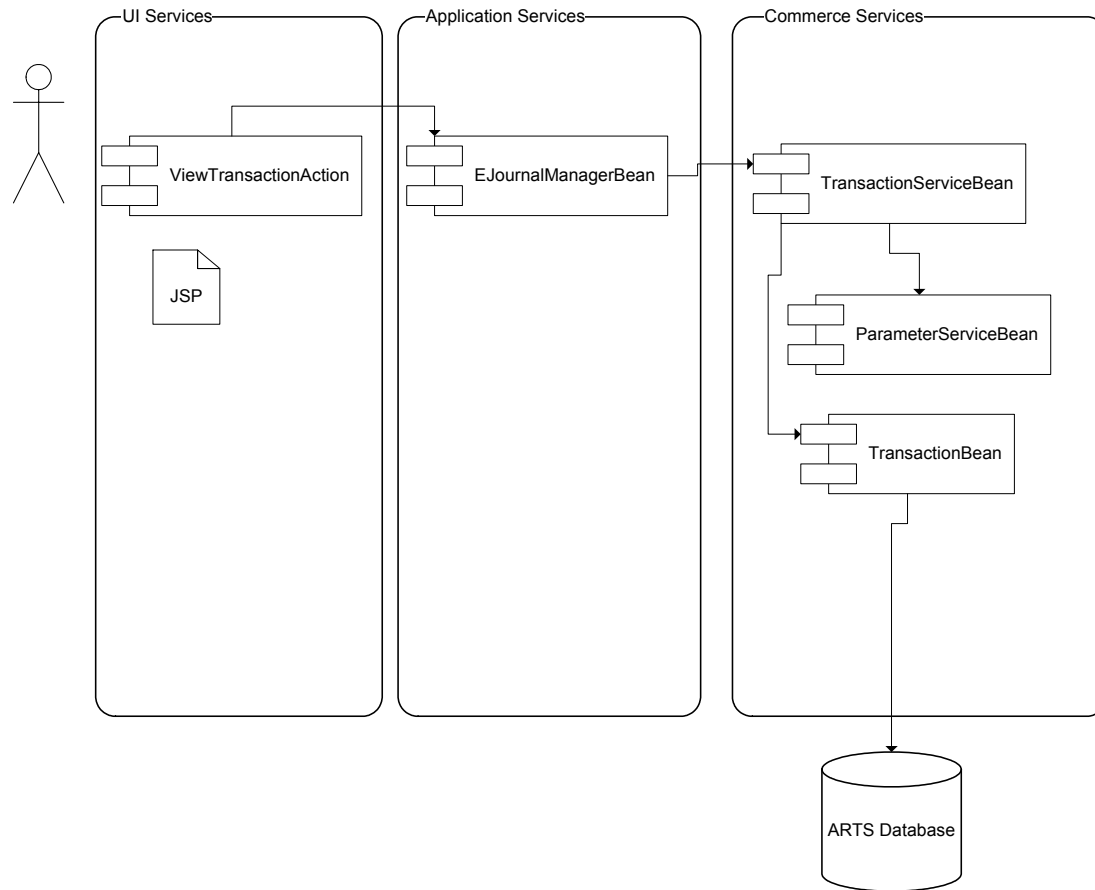 UI Services
Application Services
Commerce Services
ViewTransactionAction
EJournalManagerBean
TransactionServiceBean
JSP
ParameterServiceBean
TransactionBean
ARTS Database